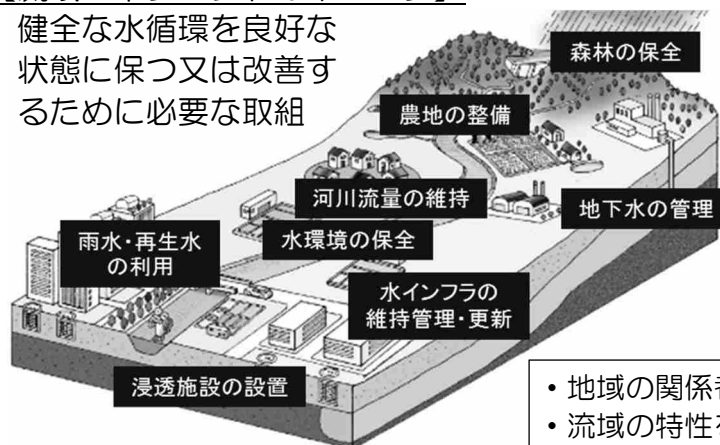 健全な水循環を良好な
状態に保つ又は改善す
るために必要な取組
森林の保全
農地の整備
河川流量の維持
地下水の管理
雨水・再生水
の利用
水環境の保全
水インフラの
維持管理・更新
浸透施設の設置
・地域の関係
・流域の特性